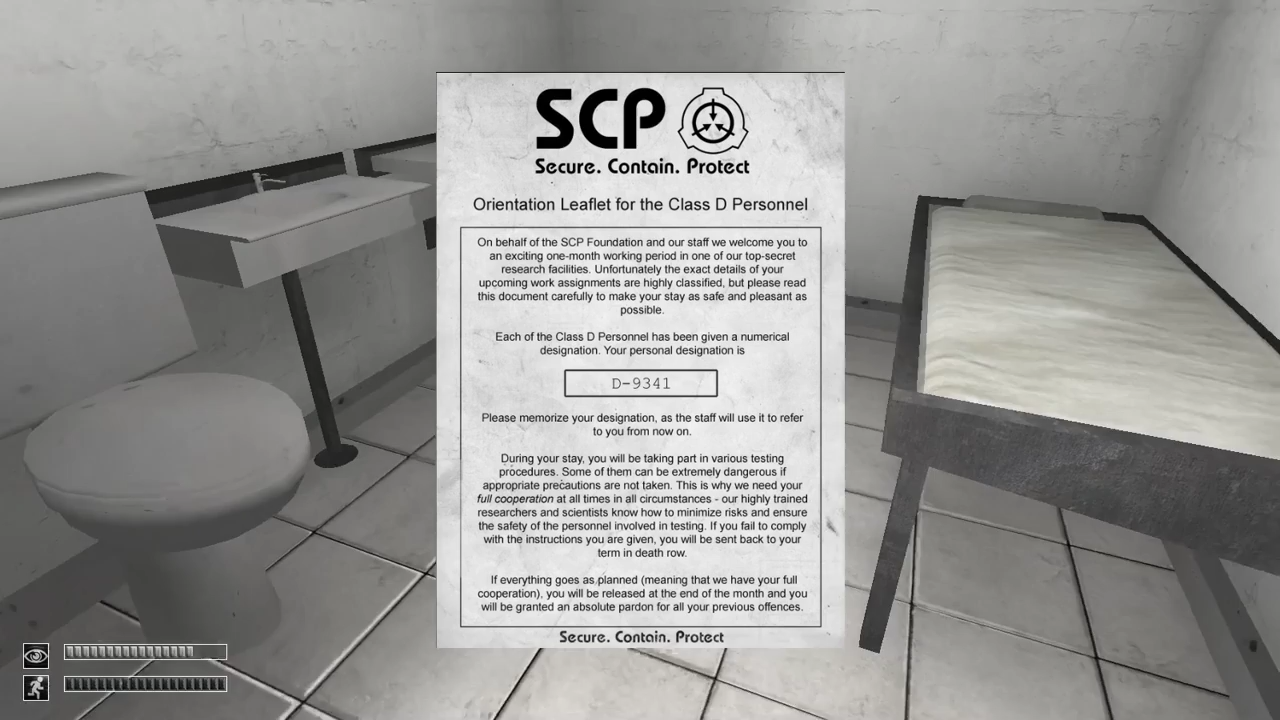 SCP
Secure. Contain. Protect
Orientation Leaflet for the Class D Personnel
On behalf of the SCP Foundation and our staff we welcome you to
an exciting one-month working period in one of our top-secret
research facilities. Unfortunately the exact details of your
upcoming work assignments are highly classified, but please read
this document carefully to make your stay as safe and pleasant as
possible.
Each of the Class D Personnel has been given a numerical
designation. Your personal designation is
D-9341
Please memorize your designation, as the staff will use it to refer
to you from now on.
During your stay, you will be taking part in various testing
procedures. Some of them can be extremely dangerous if
appropriate precautions are not taken. This is why we need your
full cooperation at all times in all circumstances - our highly trained
researchers and scientists know how to minimize risks and ensure
the safety of the personnel involved in testing. If you fail to comply
with the instructions you are given, you will be sent back to your
term in death row.
If everything goes as planned (meaning that we have your full
cooperation), you will be released at the end of the month and you
will be granted an absolute pardon for all your previous offences.
Secure. Contain. Protect